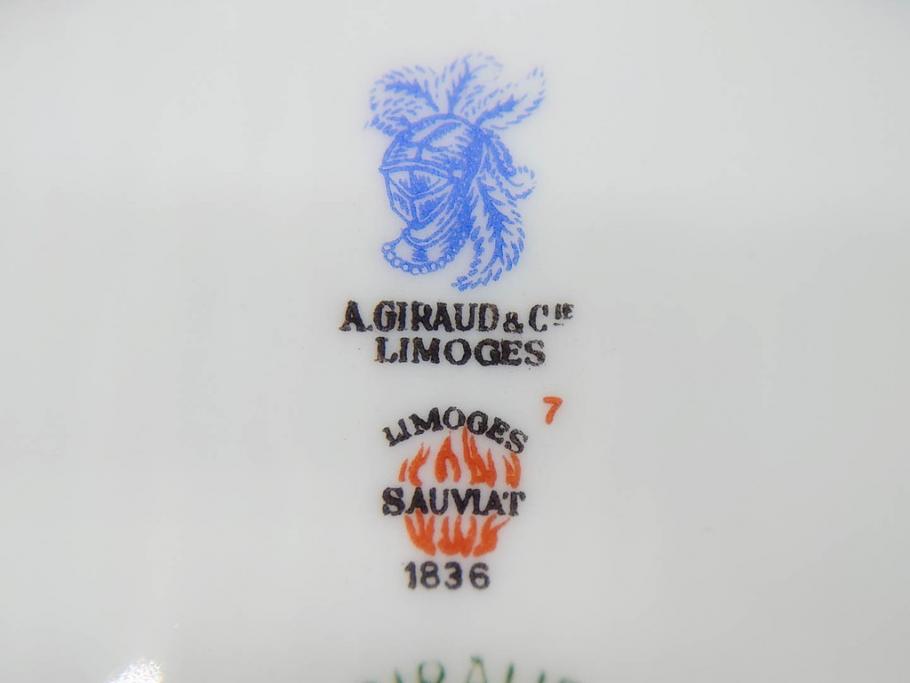 A.GIRAUD & CIE
LIMOGES
7
LIMOGES
SAUVIAT
1836